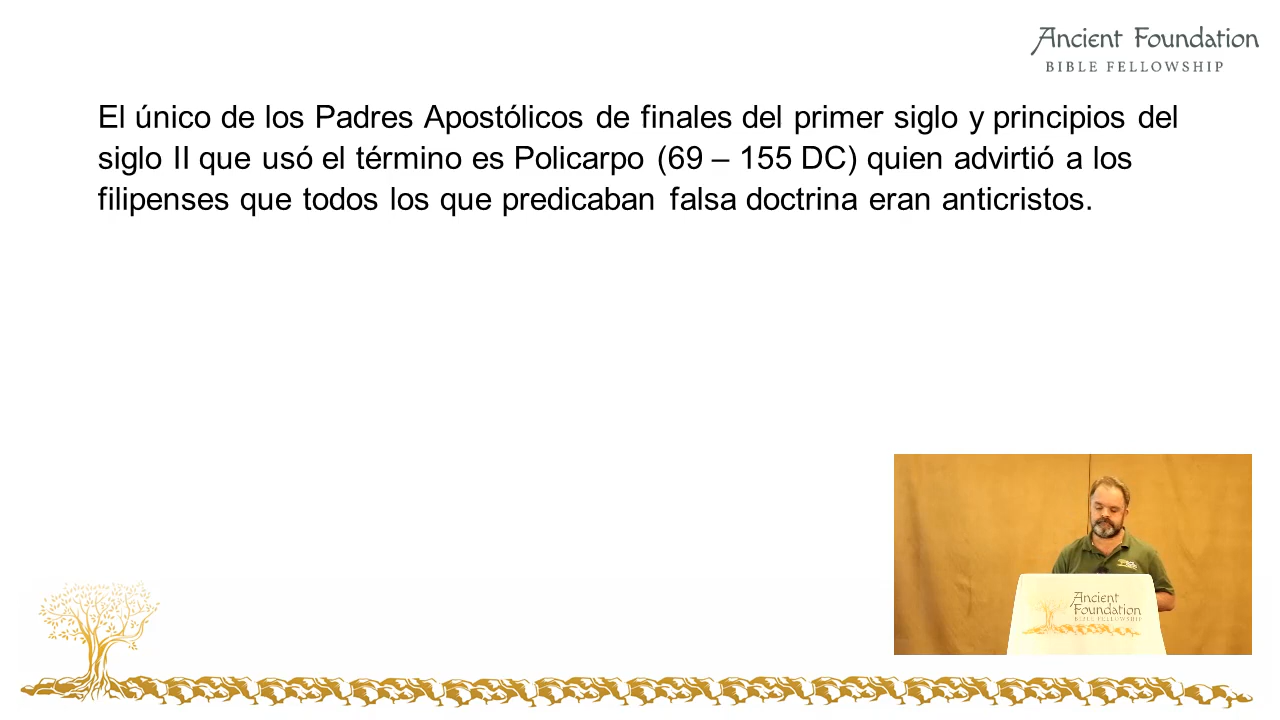 Ancient Foundation
BIBLE FELLOWSHIP
El único de los Padres Apostólicos de finales del primer siglo y principios del
siglo II que usó el término es Policarpo (69 – 155 DC) quien advirtió a los
filipenses que todos los que predicaban falsa doctrina eran anticristos.
Ancient
Foundation
BIBLE FELLOWSHIP